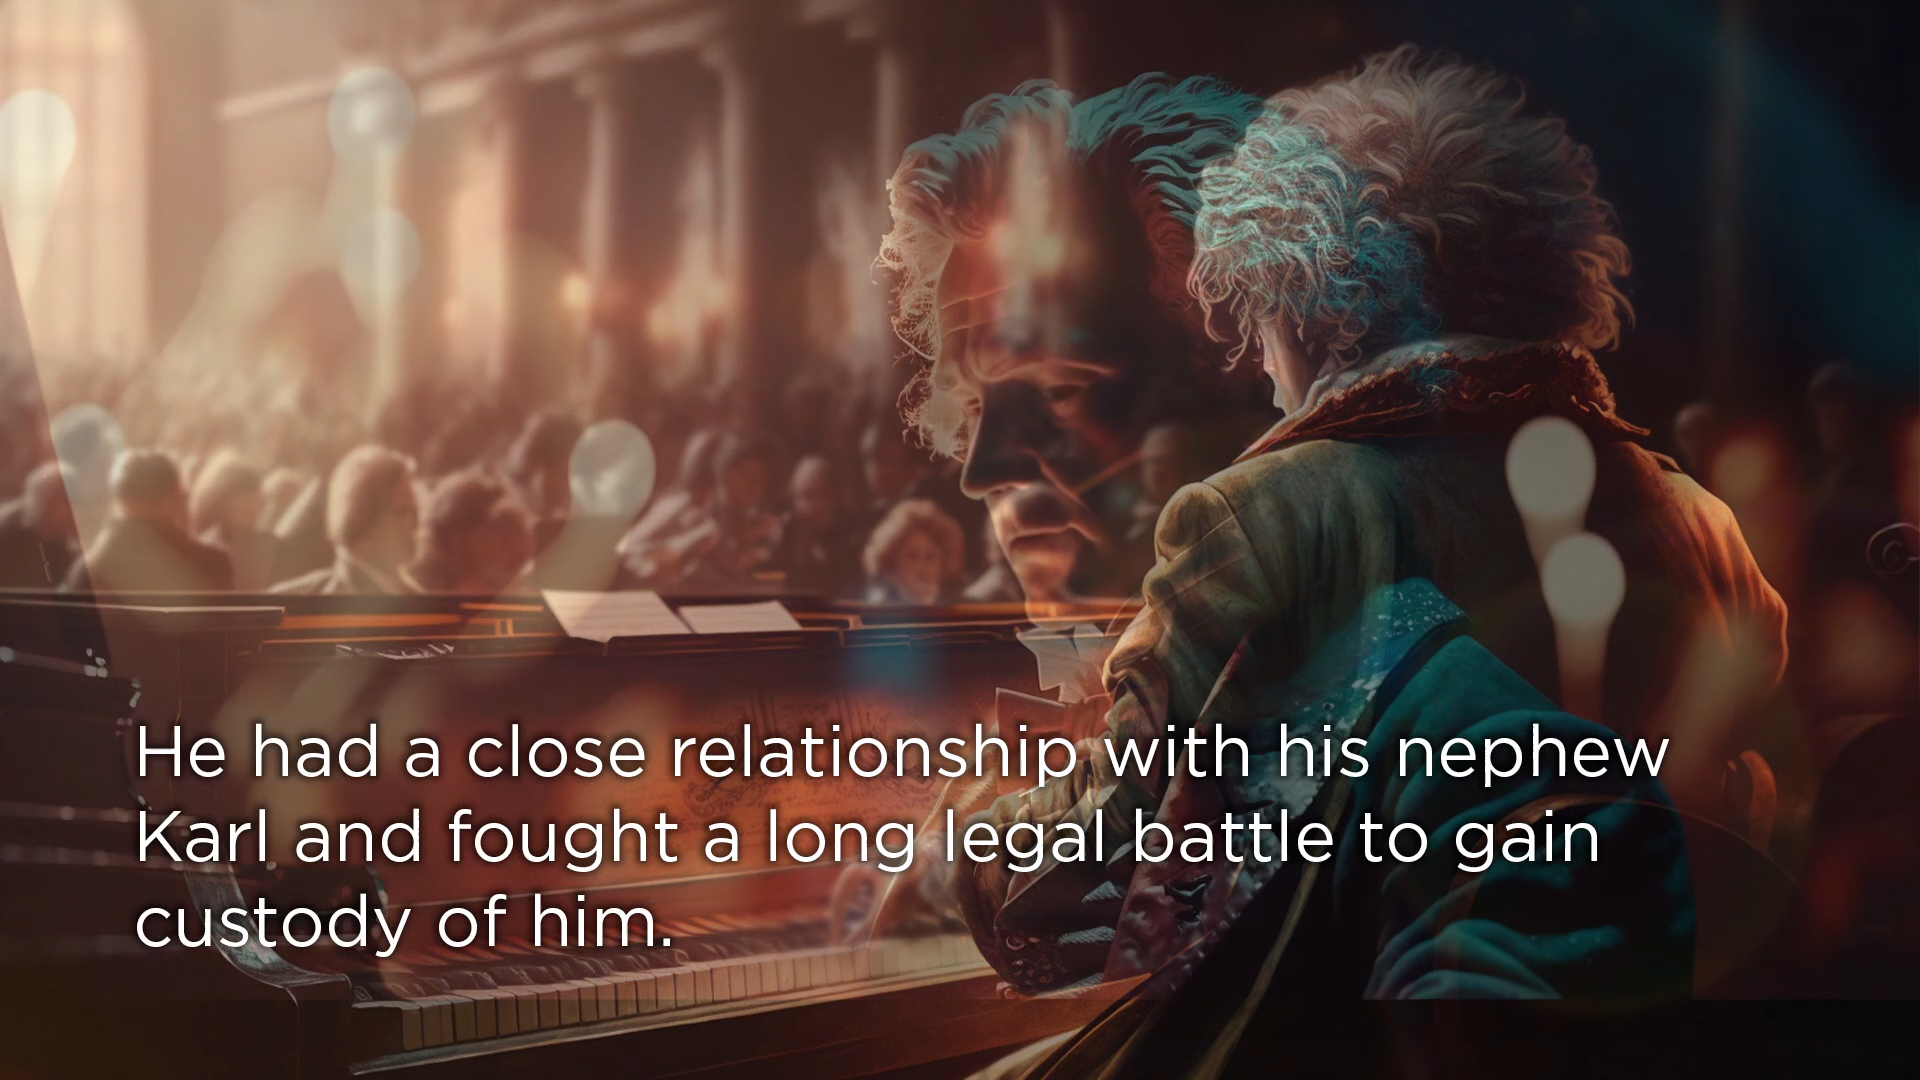 He had a close relationship with his nephew
Karl and fought a long legal battle to gain
custody of him.